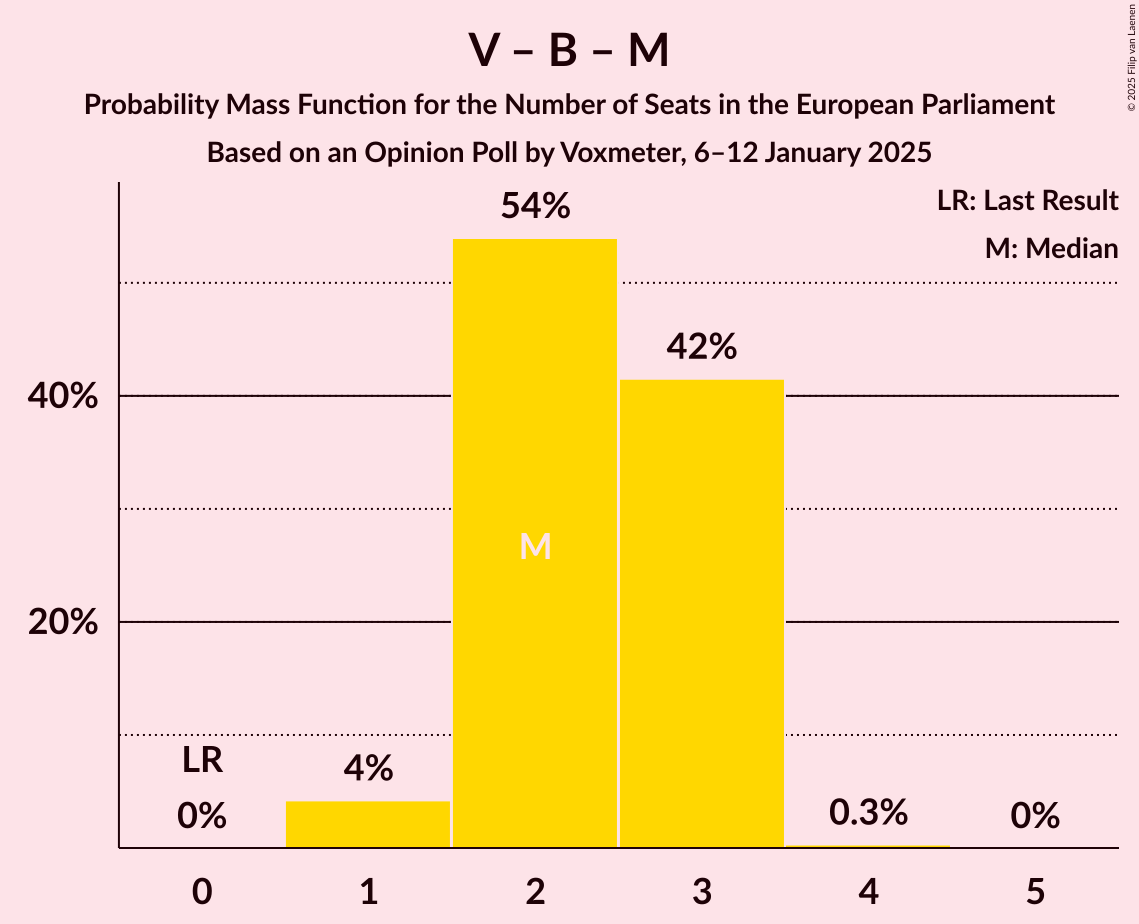 V – B – M
Probability Mass Function for the Number of Seats in the European Parliament
Based on an Opinion Poll by Voxmeter, 6–12 January 2025
© 2025 Filip van Laenen
LR: Last Result
M: Median
54%
42%
40%
M
20%
LR
4%
0%
0.3%
0%
0 1 2 3 4 5